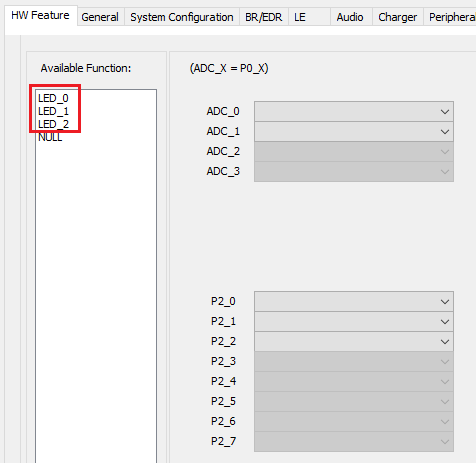 HW Feature General System Configuration BR/EDR LE Audio Charger Peripheral
Available Function:
LED_0
LED_1
LED_2
NULL
(ADC_X = P0_X)
ADC_0
ADC_1
ADC_2
ADC_3
P2_0
P2_1
P2_2
P2_3
P2_4
P2_5
P2_6
P2_7